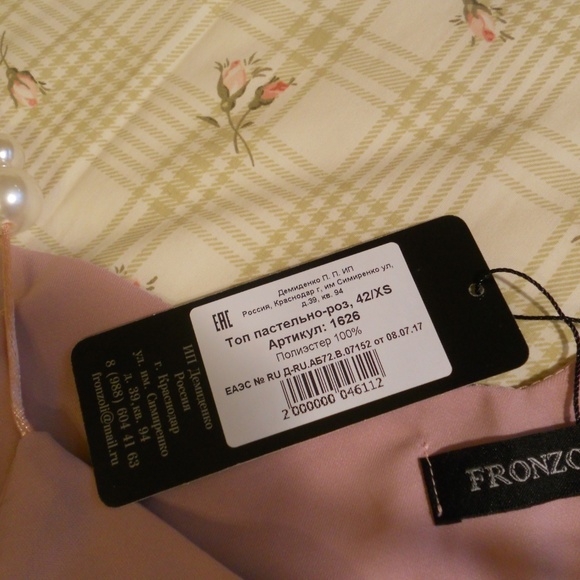 Демиденко П. П. ИП
Россия, Краснодар г, им Симиренко ул,
д.39, кв. 94
EAC
Топ пастельно-роз, 42/XS
Артикул: 1626
Полиэстер 100%
ЕАЭС № RU Д-RU.АБ72.В.07152 от 08.07.17
2 000000 046112
ИП Демиденко
Россия
г. Краснодар
ул. им. Симиренко
д. 39 кв. 94
8 (988) 604 41 63
fronzoli@mail.ru
FRONZO